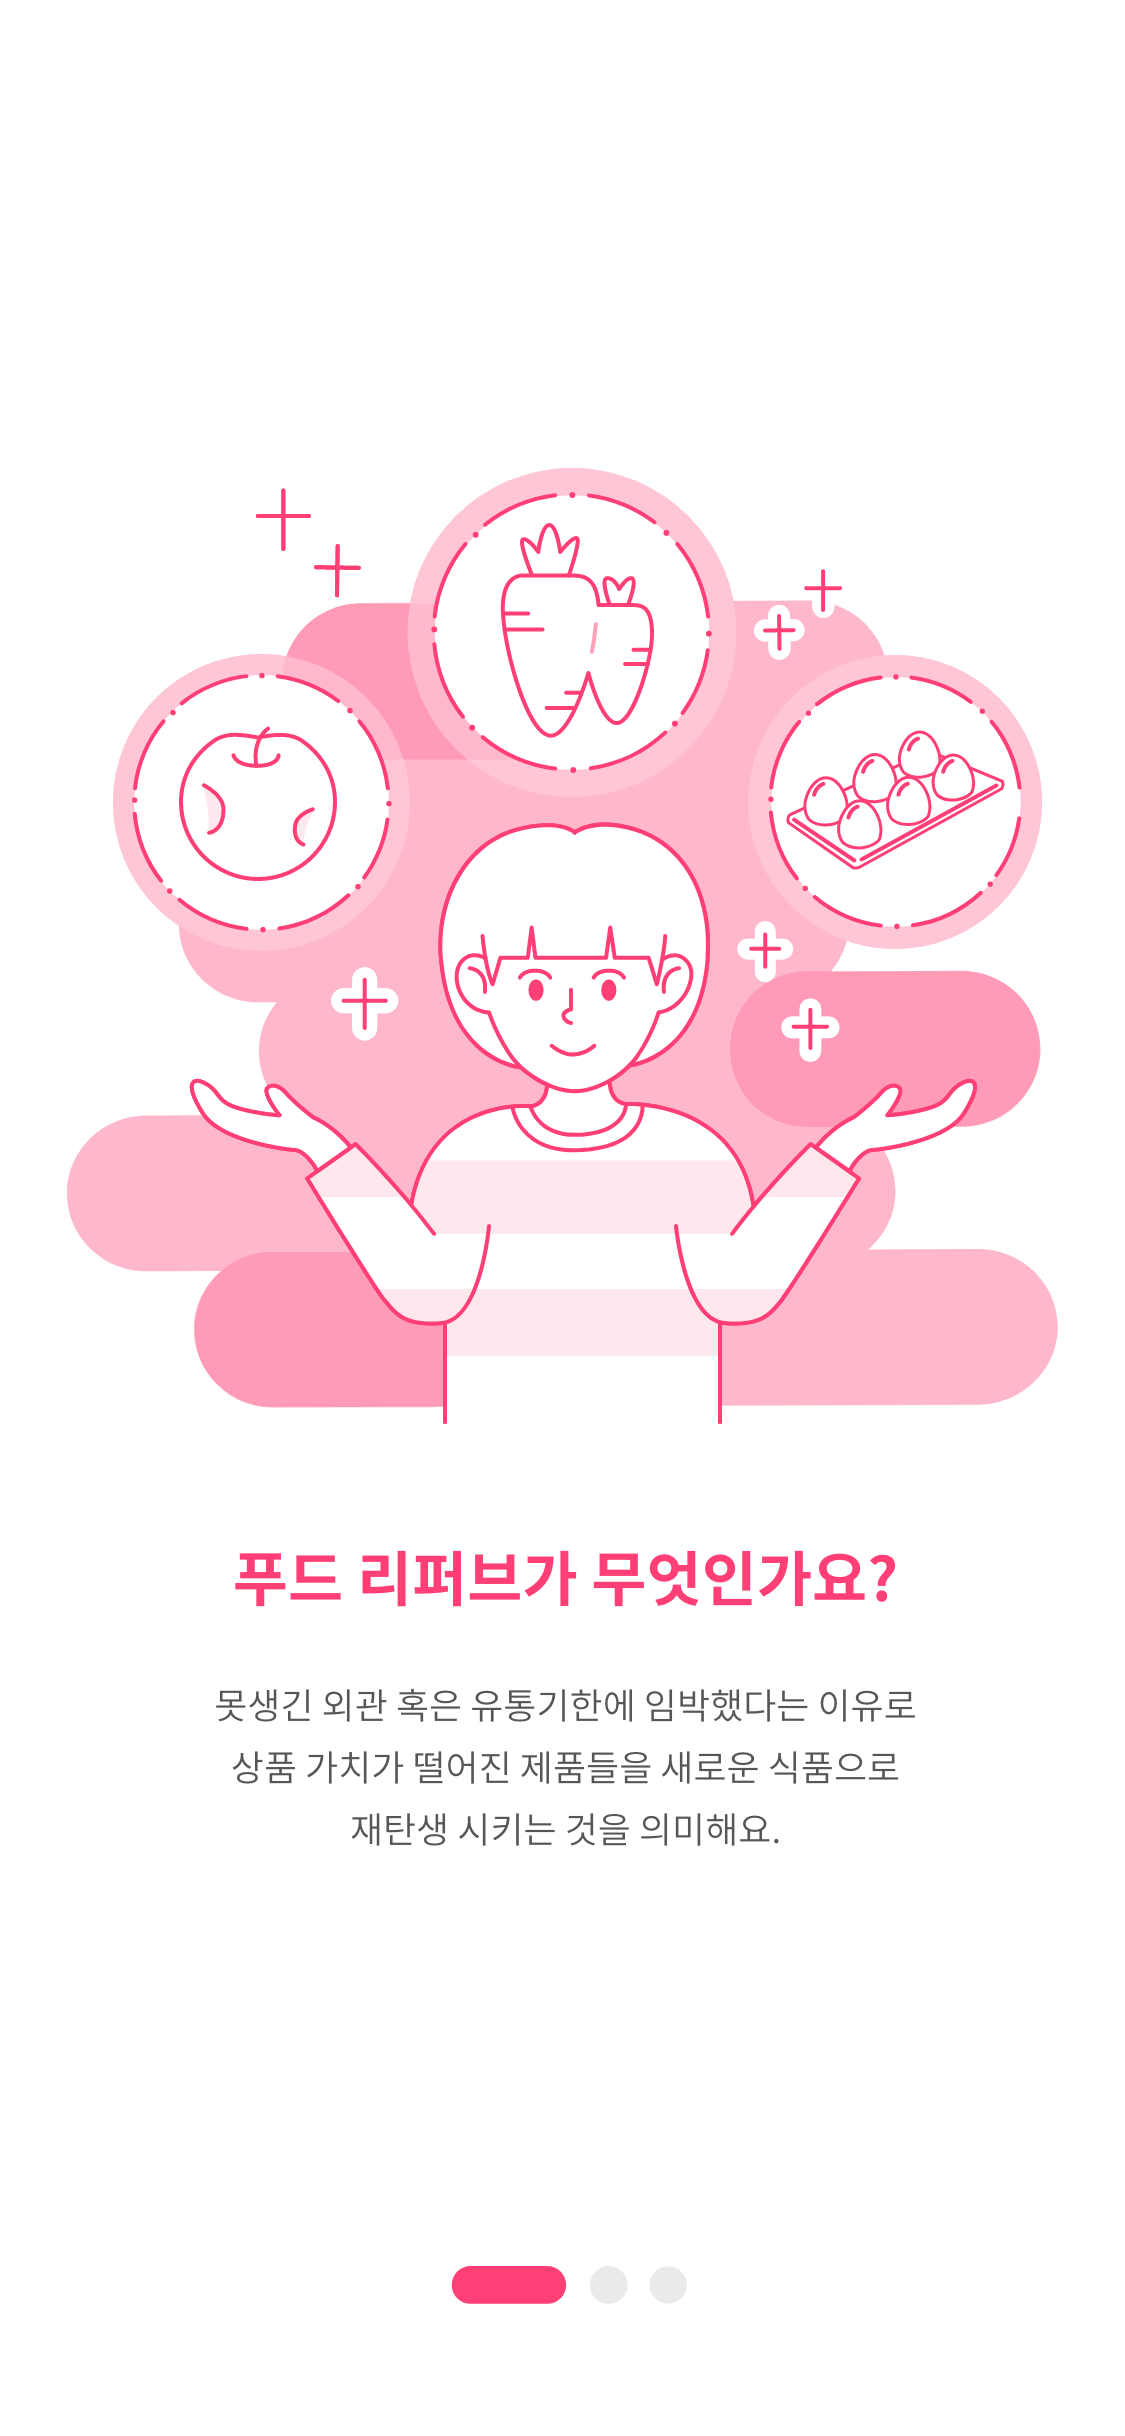 푸드 리퍼브가 무엇인가요?
못생긴 외관 혹은 유통기한에 임박했다는 이유로
상품 가치가 떨어진 제품들을 새로운 식품으로
재탄생 시키는 것을 의미해요.